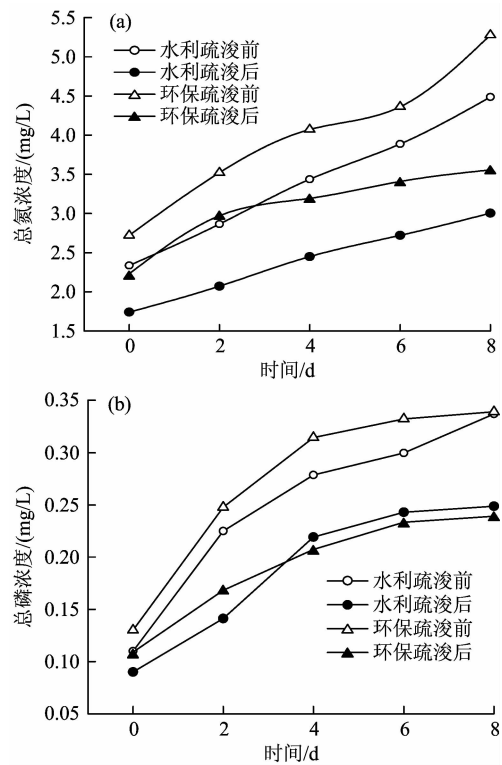 (a)
水利疏浚前
水利疏浚后
环保疏浚前
环保疏浚后
5.5
5.0
4.5
4.0
3.5
3.0
2.5
2.0
1.5
总氮浓度/(mg/L)
0 2 4 6 8
时间/d
(b)
0.35
0.30
0.25
0.20
0.15
0.10
0.05
总磷浓度/(mg/L)
水利疏浚前
水利疏浚后
环保疏浚前
环保疏浚后
0 2 4 6 8
时间/d